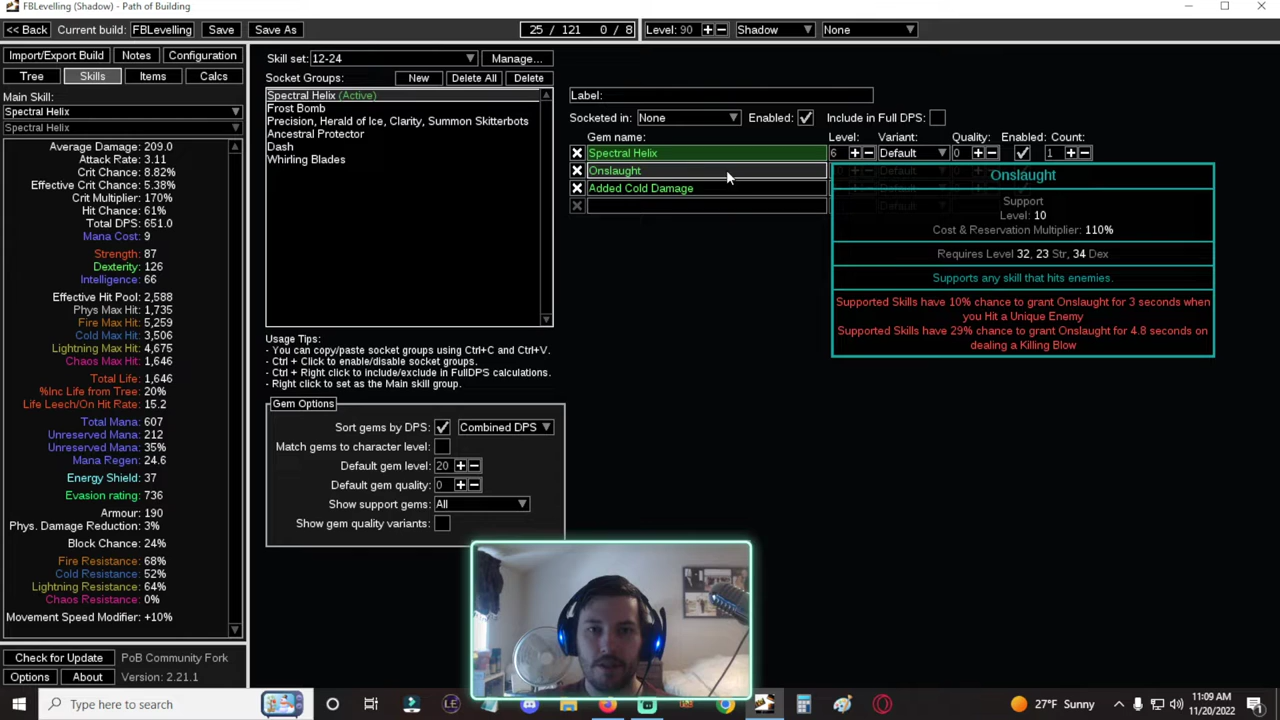 FBLevelling (Shadow) - Path of Building
<< Back Current build: FBLevelling Save Save As 25 / 121 0 / 8 Level: 90 Shadow None
Import/Export Build Notes Configuration
Tree Skills Items Calcs
Main Skill:
Spectral Helix
Spectral Helix
Average Damage: 209.0
Attack Rate: 3.11
Crit Chance: 8.82%
Effective Crit Chance: 5.38%
Crit Multiplier: 170%
Hit Chance: 61%
Total DPS: 651.0
Mana Cost: 9
Strength: 87
Dexterity: 126
Intelligence: 66
Effective Hit Pool: 2,588
Phys Max Hit: 1,735
Fire Max Hit: 5,259
Cold Max Hit: 3,506
Lightning Max Hit: 4,675
Chaos Max Hit: 1,646
Total Life: 1,646
%Inc Life from Tree: 20%
Life Leech/On Hit Rate: 15.2
Total Mana: 607
Unreserved Mana: 212
Unreserved Mana: 35%
Mana Regen: 24.6
Energy Shield: 37
Evasion rating: 736
Armour: 190
Phys. Damage Reduction: 3%
Block Chance: 24%
Fire Resistance: 68%
Cold Resistance: 52%
Lightning Resistance: 64%
Chaos Resistance: 0%
Movement Speed Modifier: +10%
Check for Update PoB Community Fork
Options About Version: 2.21.1
Skill set: 12-24 Manage...
Socket Groups: New Delete All Delete
Spectral Helix (Active)
Frost Bomb
Precision, Herald of Ice, Clarity, Summon Skitterbots
Ancestral Protector
Dash
Whirling Blades
Usage Tips:
- You can copy/paste socket groups using Ctrl+C and Ctrl+V.
- Ctrl + Click to enable/disable socket groups.
- Ctrl + Right click to include/exclude in FullDPS calculations.
- Right click to set as the Main skill group.
Gem Options
Sort gems by DPS: Combined DPS
Match gems to character level:
Default gem level: 20
Default gem quality: 0
Show support gems: All
Show gem quality variants:
Label:
Socketed in: None Enabled: Include in Full DPS:
Gem name: Level: Variant: Quality: Enabled: Count:
Spectral Helix 6 Default 0 1
Onslaught
Added Cold Damage
Onslaught
Support
Level: 10
Cost & Reservation Multiplier: 110%
Requires Level 32, 23 Str, 34 Dex
Supports any skill that hits enemies.
Supported Skills have 10% chance to grant Onslaught for 3 seconds when
you Hit a Unique Enemy
Supported Skills have 29% chance to grant Onslaught for 4.8 seconds on
dealing a Killing Blow
Type here to search
27°F Sunny
11:09 AM
11/20/2022